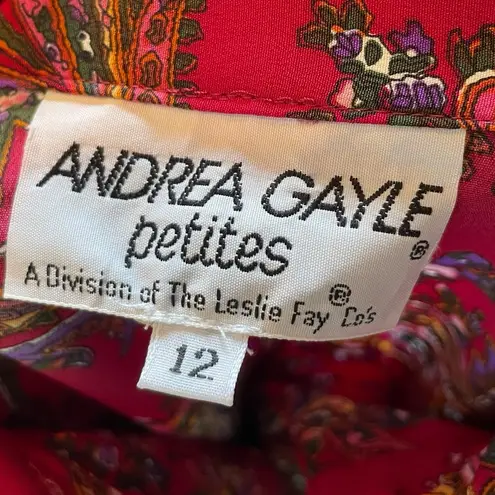 ANDREA GAYLE®
petites
A Division of The Leslie Fay® Co's
12